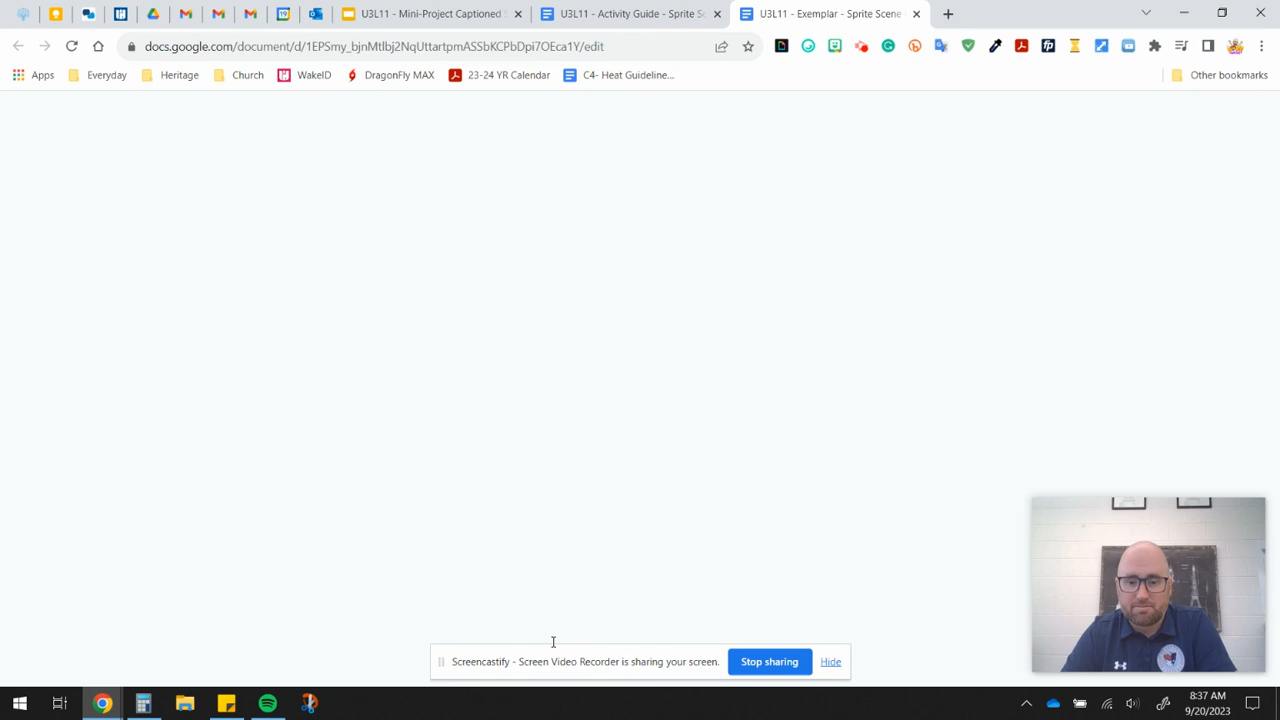 U3L11 - Mini-Project Captioned S
U3L11 - Activity Guide - Sprite Sc
U3L11 - Exemplar - Sprite Scene
docs.google.com/document/d/1EPSmy_bjnMtlbj2NqUttartpmASSbKCPbDpi7OEca1Y/edit
Apps
Everyday
Heritage
Church
WakeID
DragonFly MAX
23-24 YR Calendar
C4- Heat Guideline...
Other bookmarks
Screencastify - Screen Video Recorder is sharing your screen.
Stop sharing
Hide
8:37 AM
9/20/2023